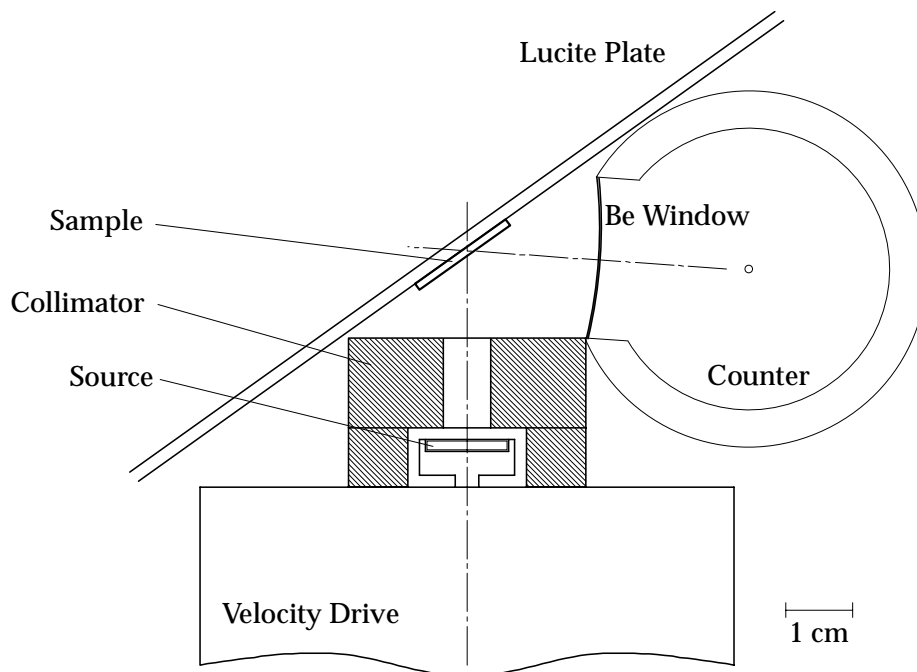 Lucite Plate
Sample
Be Window
Collimator
Source
Counter
Velocity Drive
1 cm